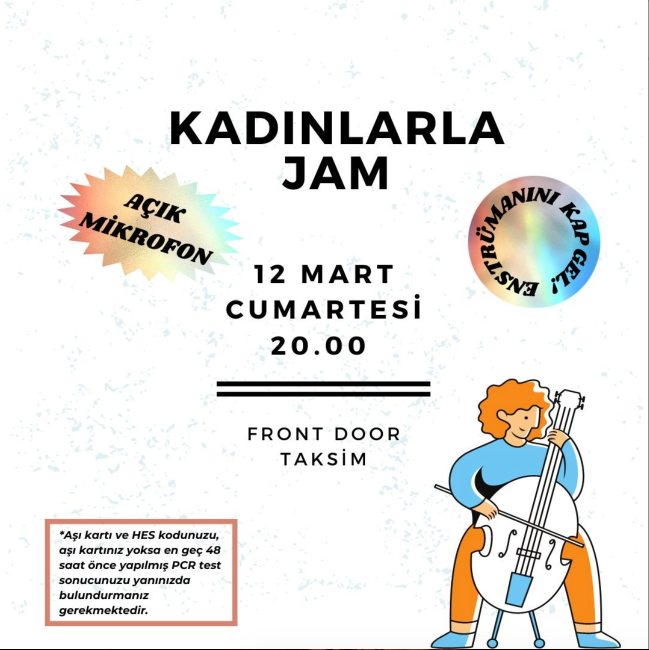 KADINLARLA
JAM
AÇIK
MİKROFON
ENSTRÜMANINI KAP GEL!
12 MART
CUMARTESİ
20.00
FRONT DOOR
TAKSİM
*Aşı kartı ve HES kodunuzu,
aşı kartınız yoksa en geç 48
saat önce yapılmış PCR test
sonucunuzu yanınızda
bulundurmanız
gerekmektedir.